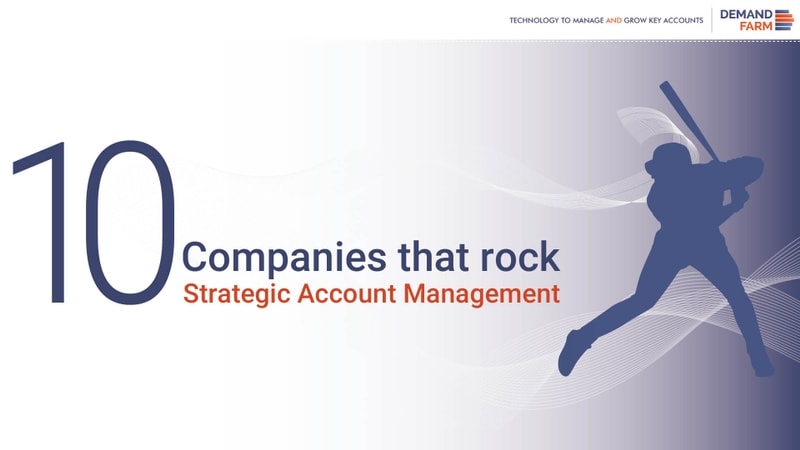 TECHNOLOGY TO MANAGE AND GROW KEY ACCOUNTS
DEMAND
FARM
10
Companies that rock
Strategic Account Management